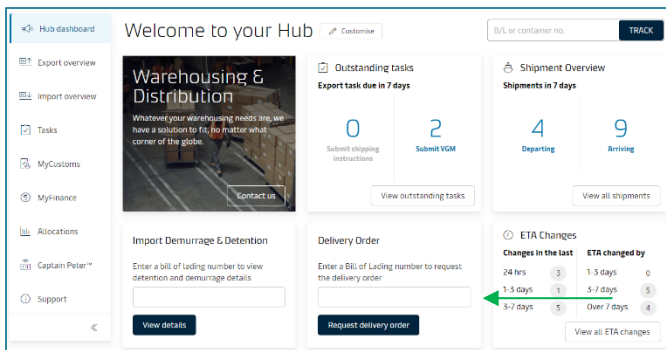 Hub dashboard
Export overview
Import overview
Tasks
MyCustoms
MyFinance
Allocations
Captain Peter™
Support
Welcome to your Hub
Customise
B/L or container no.
TRACK
Warehousing &
Distribution
Whatever your warehousing needs are, we
have a solution to fit, no matter what
corner of the globe.
Contact us
Outstanding tasks
Export task due in 7 days
0
2
Submit shipping
instructions
Submit VGM
View outstanding tasks
Shipment Overview
Shipments in 7 days
4
9
Departing
Arriving
View all shipments
Import Demurrage & Detention
Enter a bill of lading number to view
detention and demurrage details
View details
Delivery Order
Enter a Bill of Lading number to request
the delivery order
Request delivery order
ETA Changes
Changes in the last
ETA changed by
24 hrs 3 1-3 days 0
1-3 days 1 3-7 days 5
3-7 days 5 Over 7 days 4
View all ETA changes